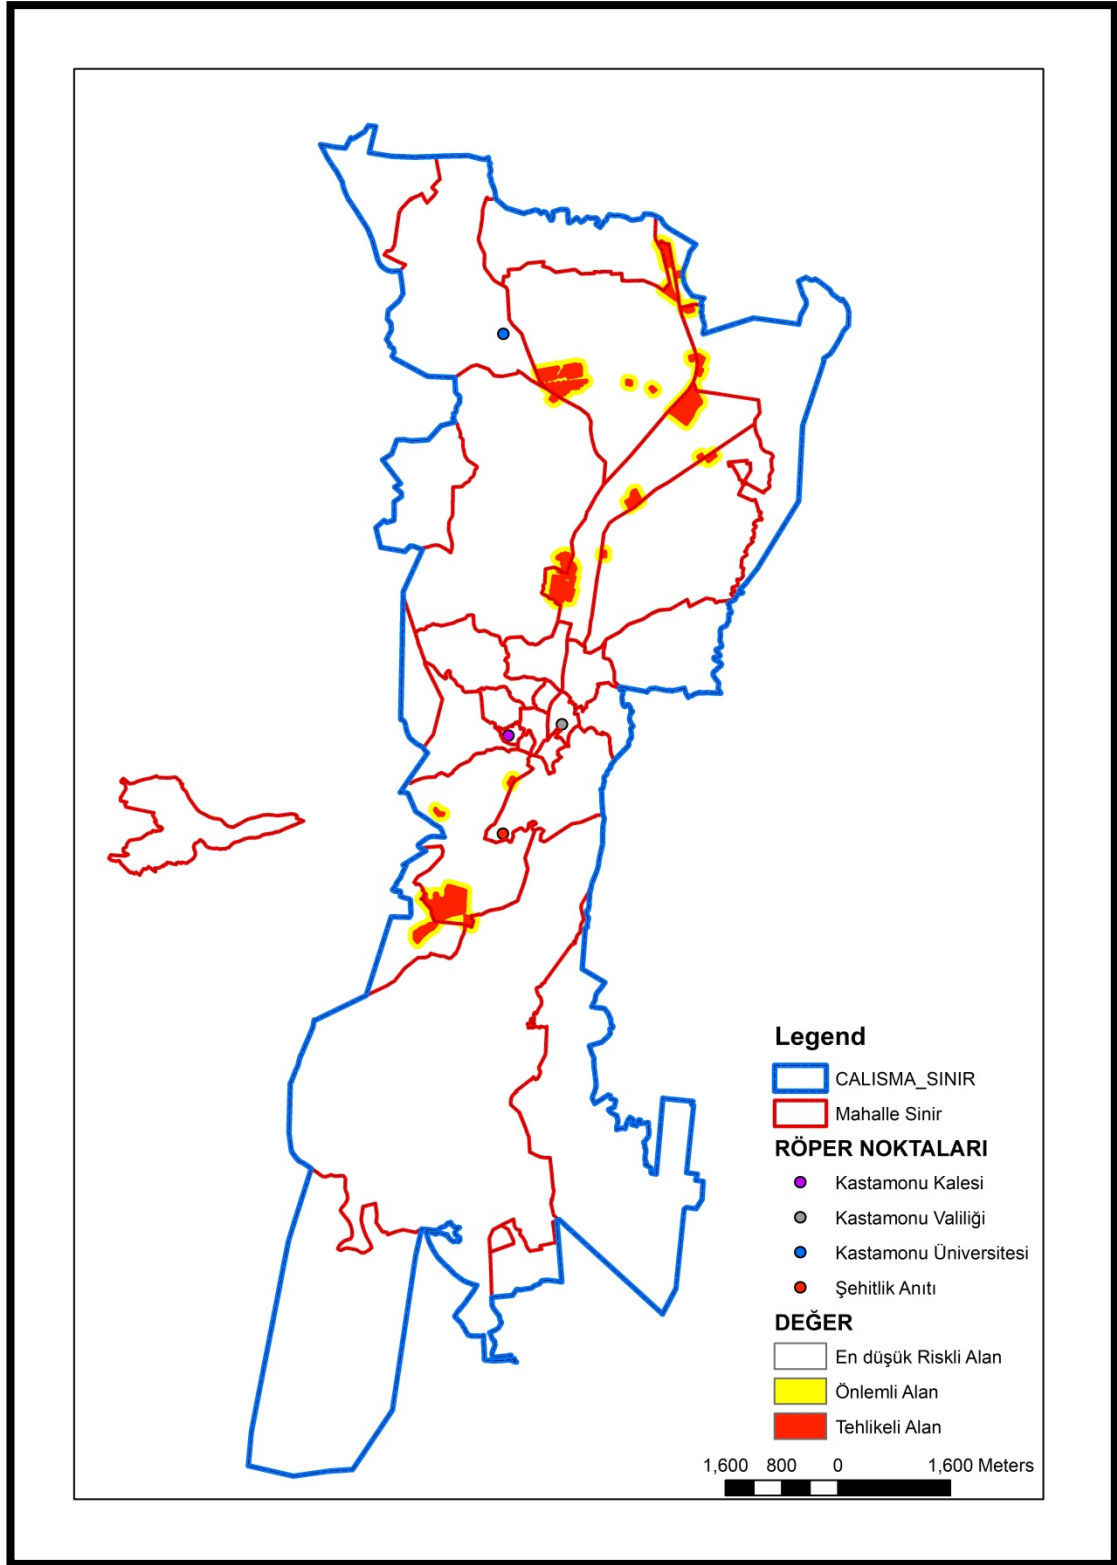 Legend
CALISMA_SINIR
Mahalle Sinir
RÖPER NOKTALARI
Kastamonu Kalesi
Kastamonu Valiliği
Kastamonu Üniversitesi
Şehitlik Anıtı
DEĞER
En düşük Riskli Alan
Önlemli Alan
Tehlikeli Alan
1,600 800 0 1,600 Meters